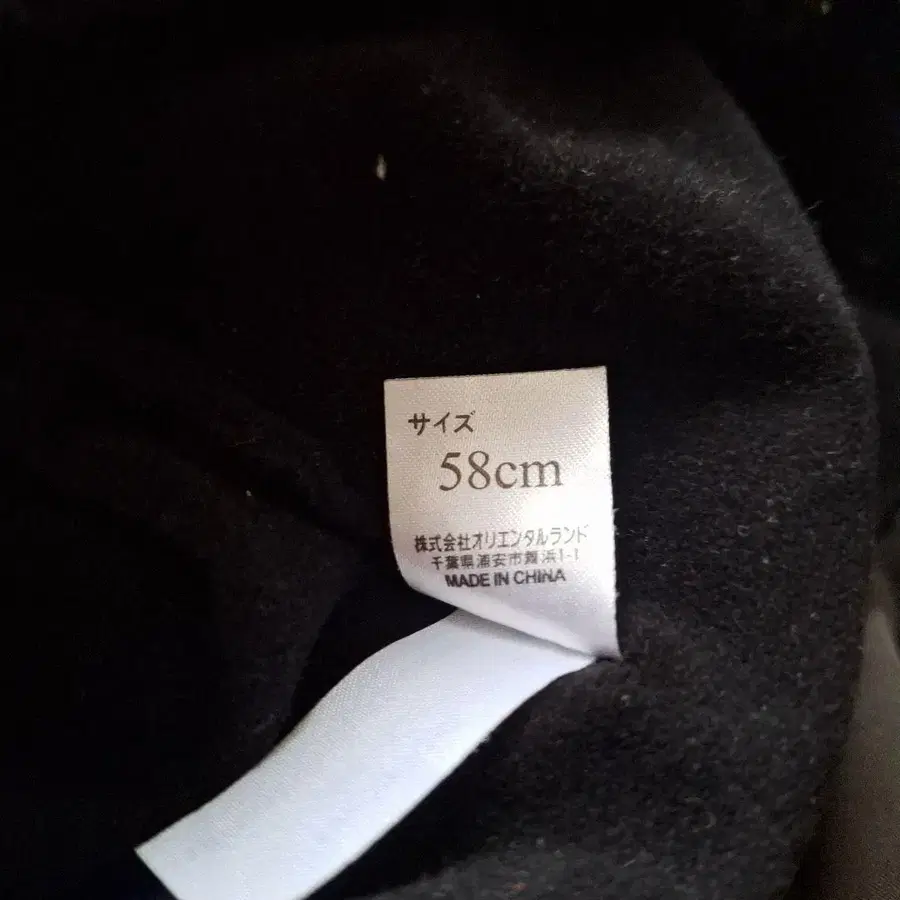 サイズ
58cm
株式会社オリエンタルランド
千葉県浦安市舞浜1-1
MADE IN CHINA